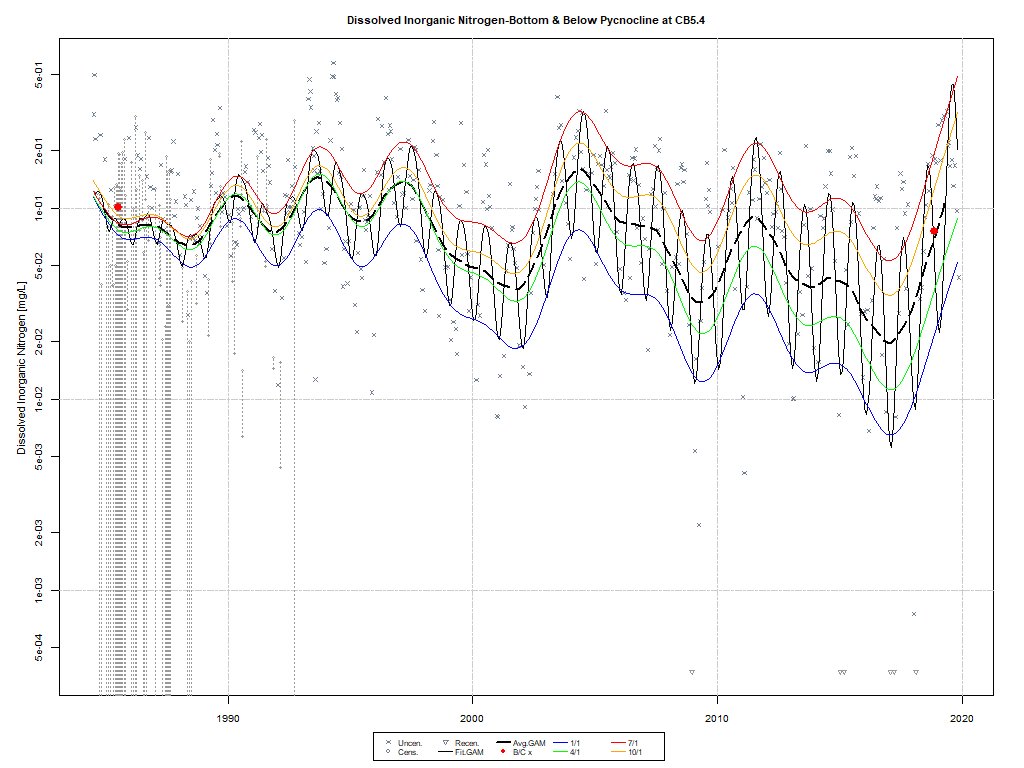 Dissolved Inorganic Nitrogen-Bottom & Below Pycnocline at CB5.4
Dissolved Inorganic Nitrogen [mg/L]
5e-01
2e-01
1e-01
5e-02
2e-02
1e-02
5e-03
2e-03
1e-03
5e-04
1990
2000
2010
2020
Uncen. Recen. Avg.GAM 1/1 7/1
Cens. Fit.GAM B/C x 4/1 10/1